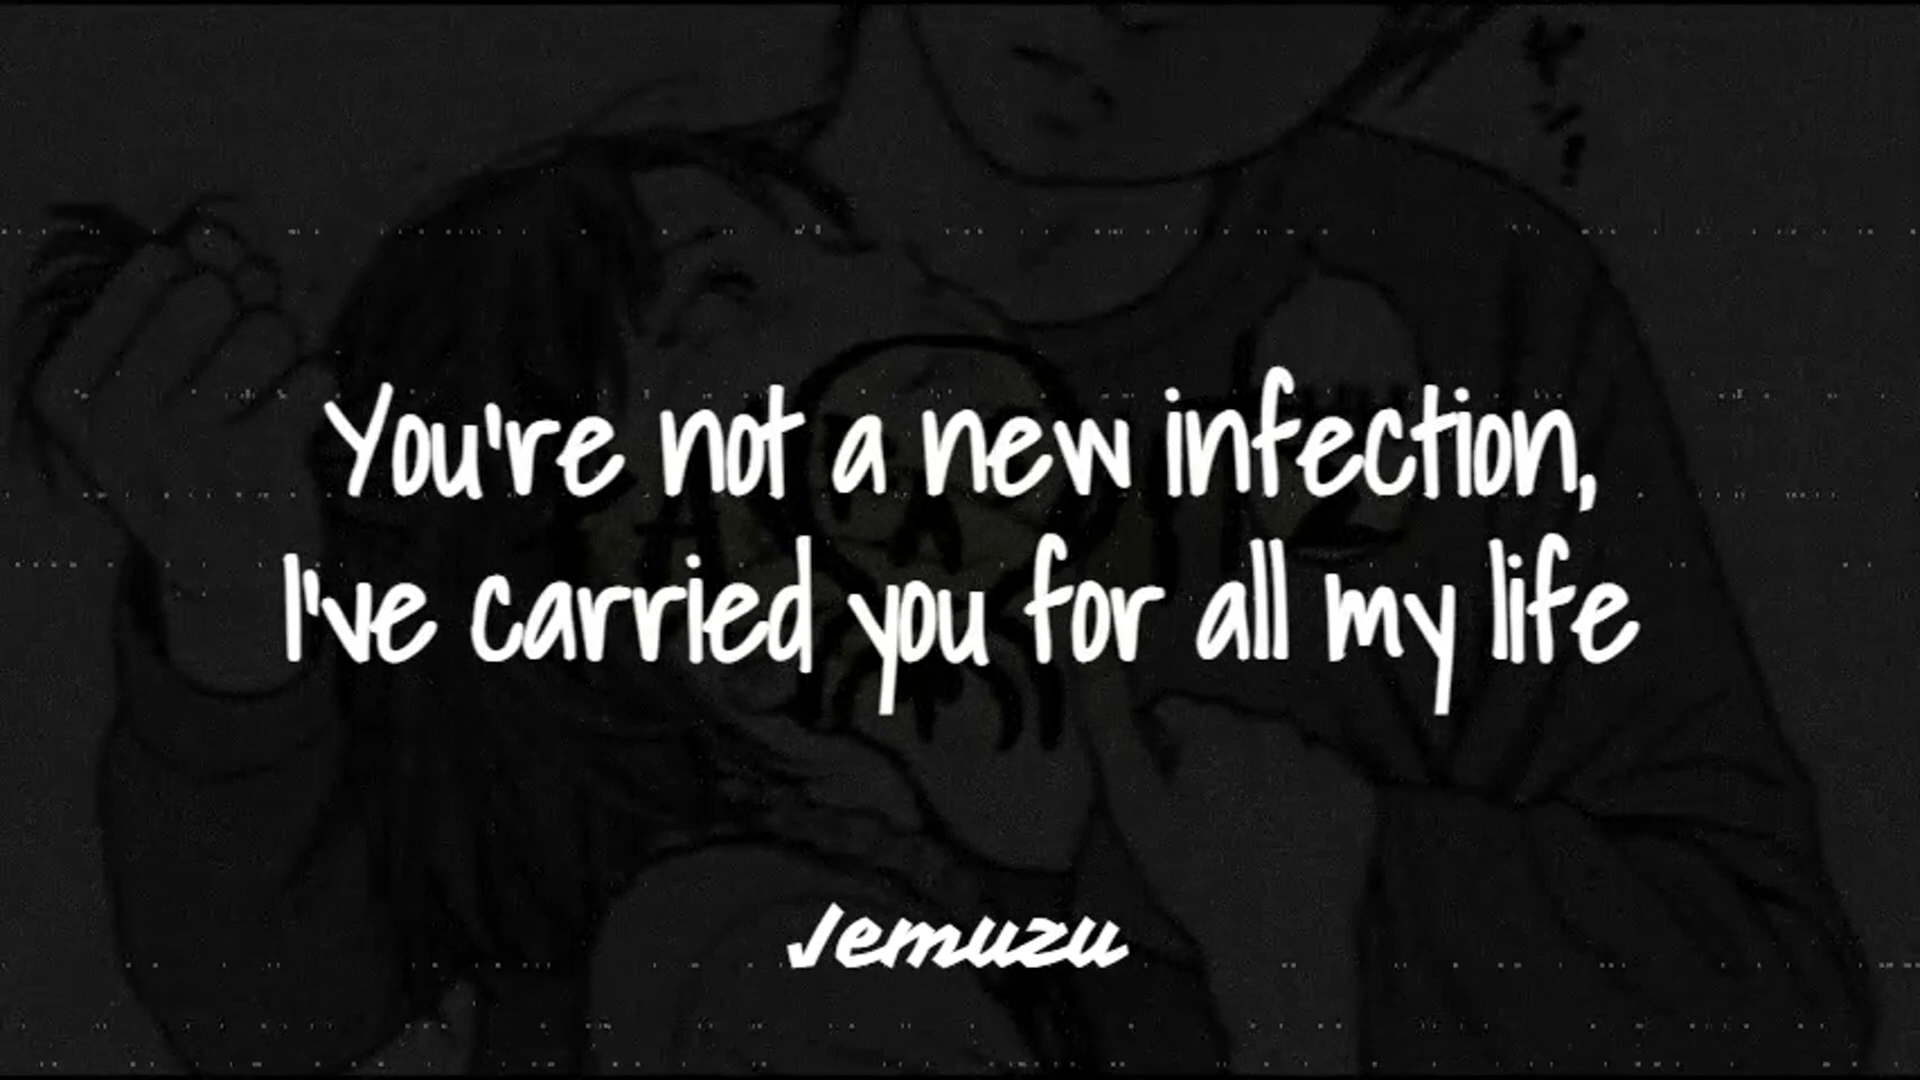 You're not a new infection,
I've carried you for all my life
Jemuzu